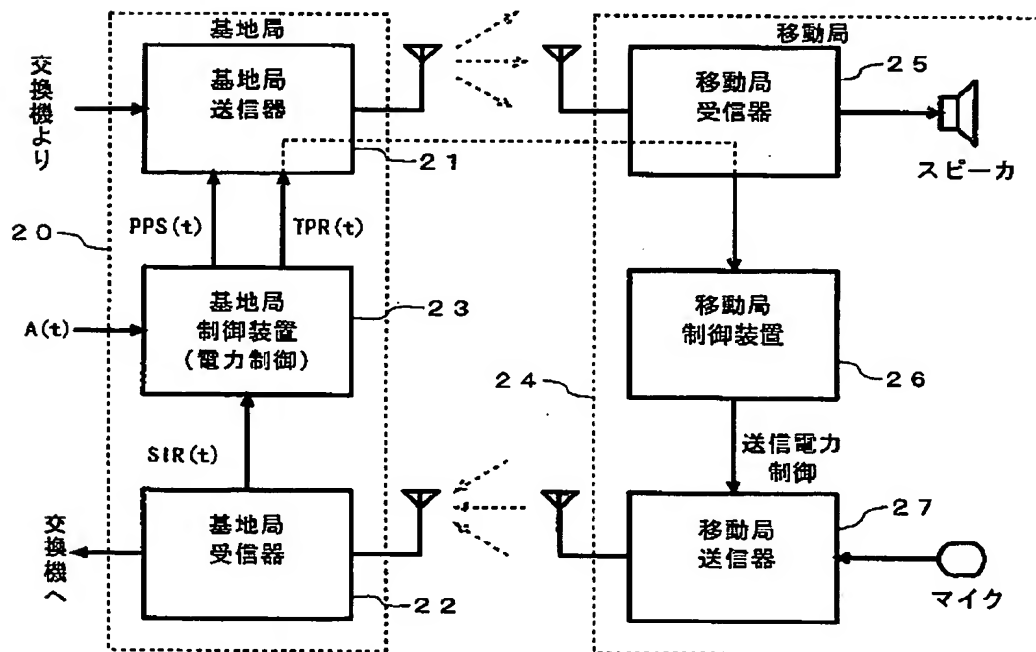 基地局
移動局
交換機より
基地局
送信器
21
移動局
受信器
25
スピーカ
20
PPS(t)
TPR(t)
A(t)
基地局
制御装置
(電力制御)
23
移動局
制御装置
26
24
SIR(t)
送信電力
制御
交換機へ
基地局
受信器
22
移動局
送信器
27
マイク